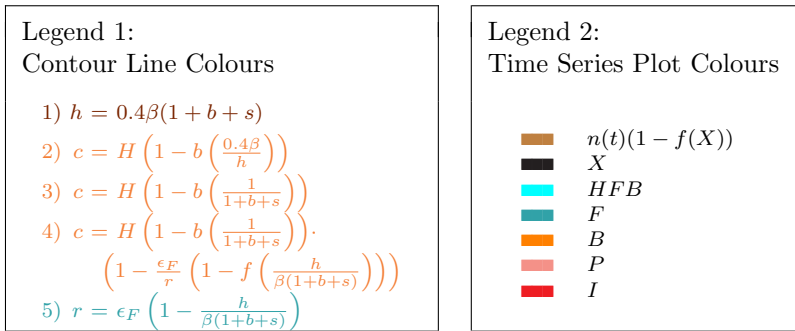 Legend 1:
Contour Line Colours
1) h = 0.4β(1 + b + s)
2) c = H(1 − b(0.4β/h))
3) c = H(1 − b(1/(1+b+s)))
4) c = H(1 − b(1/(1+b+s)))·
(1 − ϵ_F/r (1 − f(h/(β(1+b+s)))))
5) r = ϵ_F(1 − h/(β(1+b+s)))
Legend 2:
Time Series Plot Colours
n(t)(1 − f(X))
X
HFB
F
B
P
I